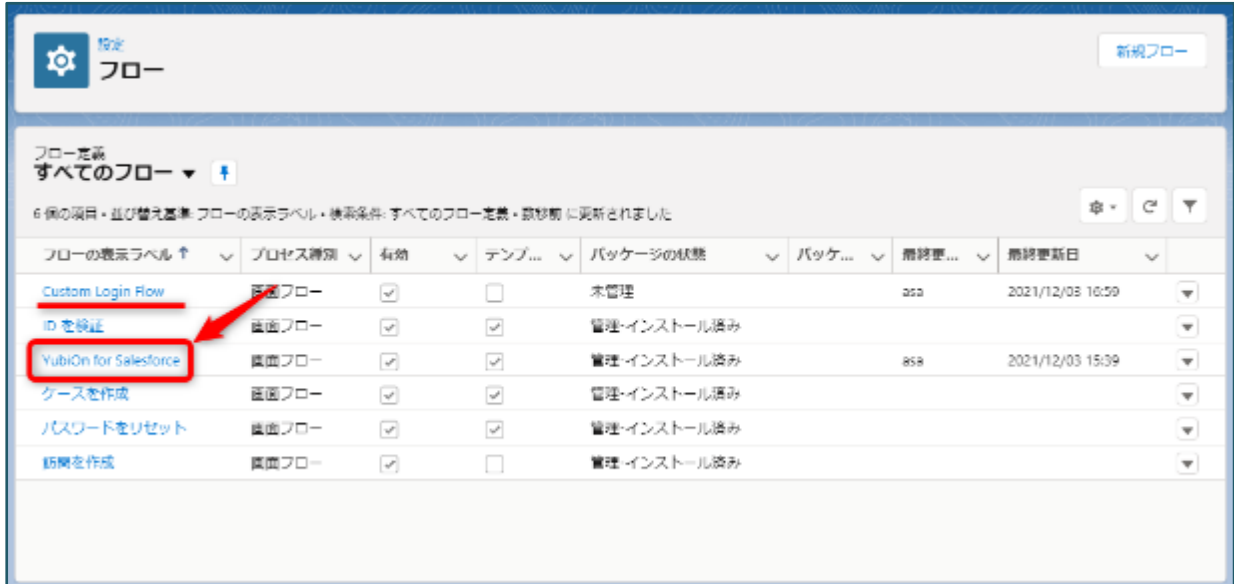 設定
フロー
新規フロー
フロー定義
すべてのフロー
6 個の項目・並び替え基準: フローの表示ラベル・検索条件: すべてのフロー定義・数秒前 に更新されました
フローの表示ラベル ↑ プロセス種別 有効 テンプ... パッケージの状態 パッケ... 最終更... 最終更新日
Custom Login Flow 画面フロー 未管理 asa 2021/12/03 16:59
ID を検証 画面フロー 管理-インストール済み
YubiOn for Salesforce 画面フロー 管理-インストール済み asa 2021/12/03 15:39
ケースを作成 画面フロー 管理-インストール済み
パスワードをリセット 画面フロー 管理-インストール済み
訪問を作成 画面フロー 管理-インストール済み